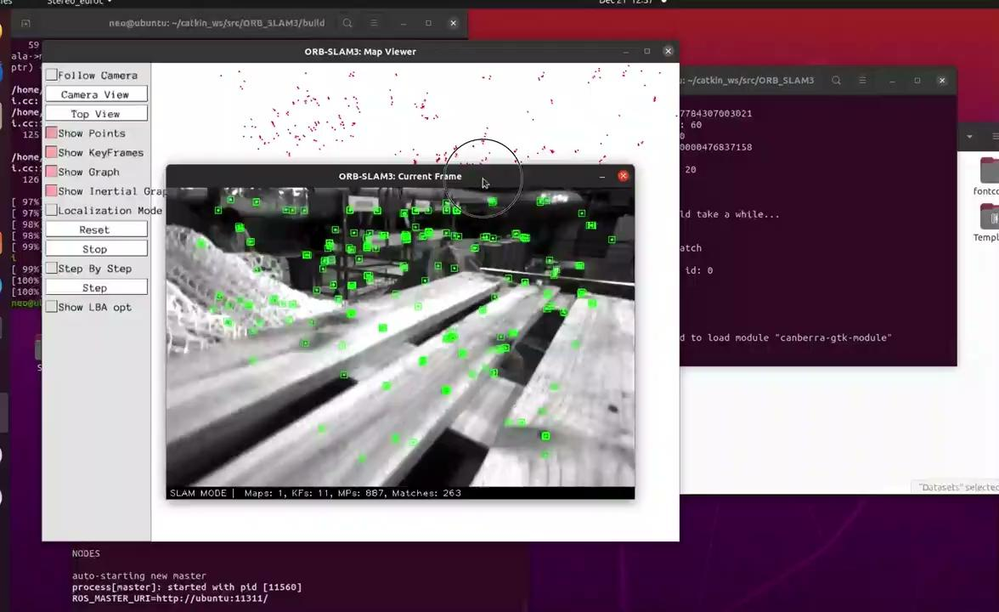 Stereo_euroc
Dec 21 12:37
neo@ubuntu: ~/catkin_ws/src/ORB_SLAM3/build
59
ala->m
ptr)
/home/
i.cc:
/home/
i.cc::
125
/home/
i.cc::
126
[ 97%
[ 97%
[ 98%
[ 98%
[ 99%
i
[ 99%
[100%
[100%
neo@u
ORB-SLAM3: Map Viewer
Follow Camera
Camera View
Top View
Show Points
Show KeyFrames
Show Graph
Show Inertial Grap
Localization Mode
Reset
Stop
Step By Step
Step
Show LBA opt
ORB-SLAM3: Current Frame
SLAM MODE | Maps: 1, KFs: 11, MPs: 887, Matches: 263
u: ~/catkin_ws/src/ORB_SLAM3
7784307003021
: 60
0
0000476837158
20
ld take a while...
atch
id: 0
d to load module "canberra-gtk-module"
fontco
Templ
"Datasets" selected
NODES
auto-starting new master
process[master]: started with pid [11560]
ROS_MASTER_URI=http://ubuntu:11311/